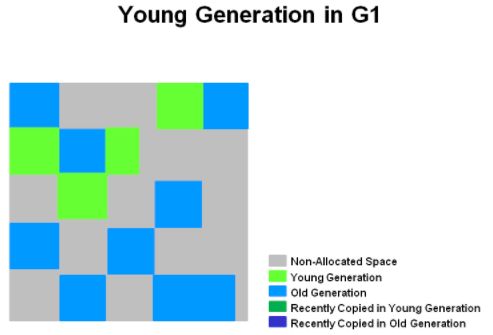 Young Generation in G1
Non-Allocated Space
Young Generation
Old Generation
Recently Copied in Young Generation
Recently Copied in Old Generation